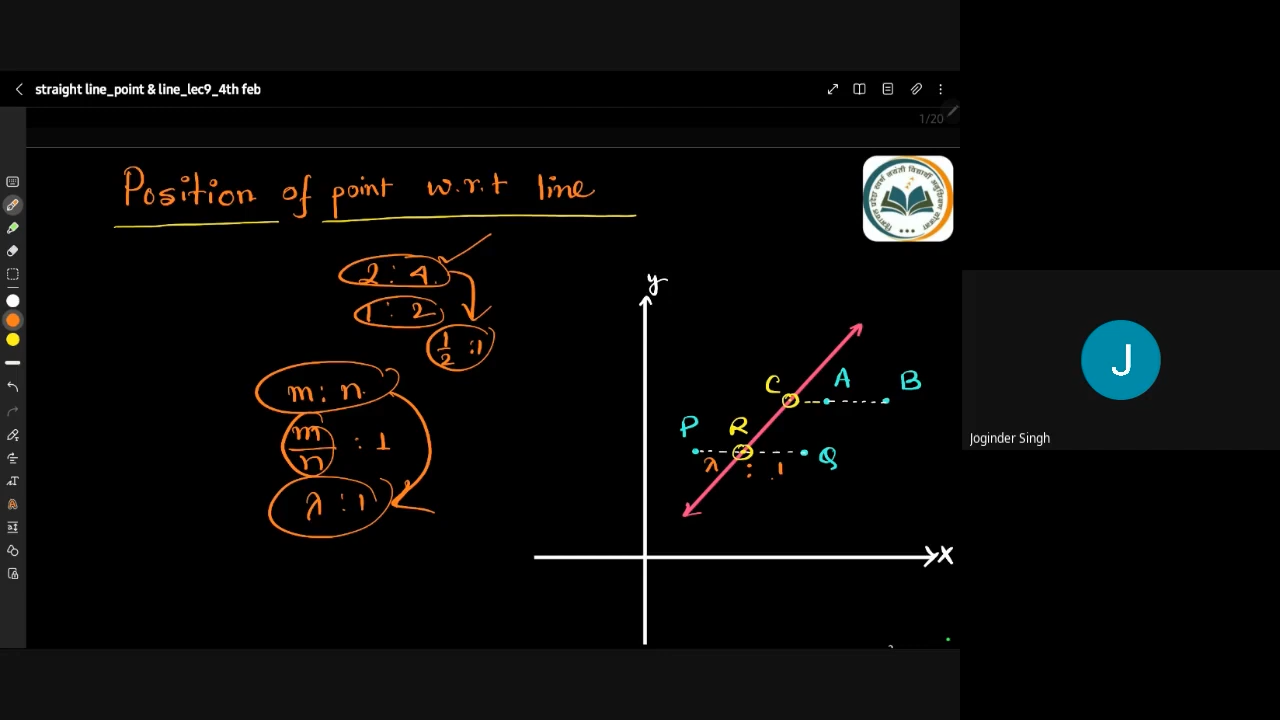 straight line_point & line_lec9_4th feb
1/20
Position of point w.r.t line
2 : 4
1 : 2
1/2 : 1
m : n
m/n : 1
λ : 1
y
C A B
P R
Q
λ : 1
X
J
Joginder Singh